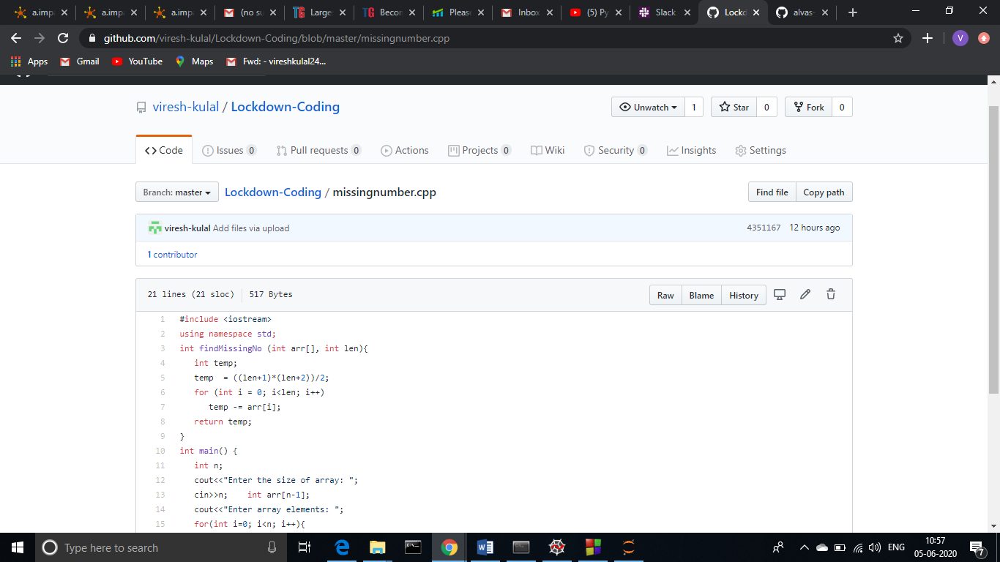 a.impa a.impa a.impa (no su Large Becon Please Inbox (5) Py Slack Lockd alvas-
github.com/viresh-kulal/Lockdown-Coding/blob/master/missingnumber.cpp V
Apps Gmail YouTube Maps Fwd: - vireshkulal24...
viresh-kulal / Lockdown-Coding Unwatch 1 Star 0 Fork 0
Code Issues 0 Pull requests 0 Actions Projects 0 Wiki Security 0 Insights Settings
Branch: master Lockdown-Coding / missingnumber.cpp Find file Copy path
viresh-kulal Add files via upload 4351167 12 hours ago
1 contributor
21 lines (21 sloc) 517 Bytes Raw Blame History
1 #include <iostream>
2 using namespace std;
3 int findMissingNo (int arr[], int len){
4 int temp;
5 temp  = ((len+1)*(len+2))/2;
6 for (int i = 0; i<len; i++)
7 temp -= arr[i];
8 return temp;
9 }
10 int main() {
11 int n;
12 cout<<"Enter the size of array: ";
13 cin>>n;    int arr[n-1];
14 cout<<"Enter array elements: ";
15 for(int i=0; i<n; i++){
Type here to search ENG 10:57
05-06-2020 7